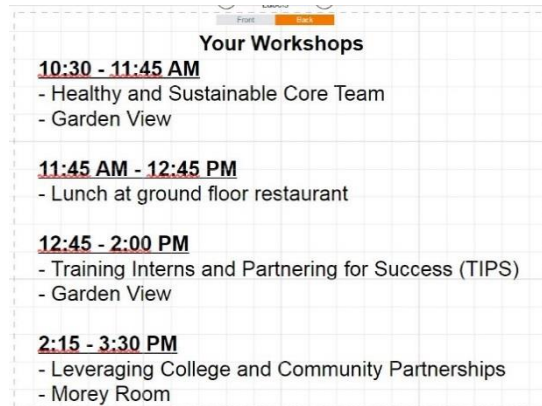 Front Back
Your Workshops
10:30 - 11:45 AM
- Healthy and Sustainable Core Team
- Garden View
11:45 AM - 12:45 PM
- Lunch at ground floor restaurant
12:45 - 2:00 PM
- Training Interns and Partnering for Success (TIPS)
- Garden View
2:15 - 3:30 PM
- Leveraging College and Community Partnerships
- Morey Room